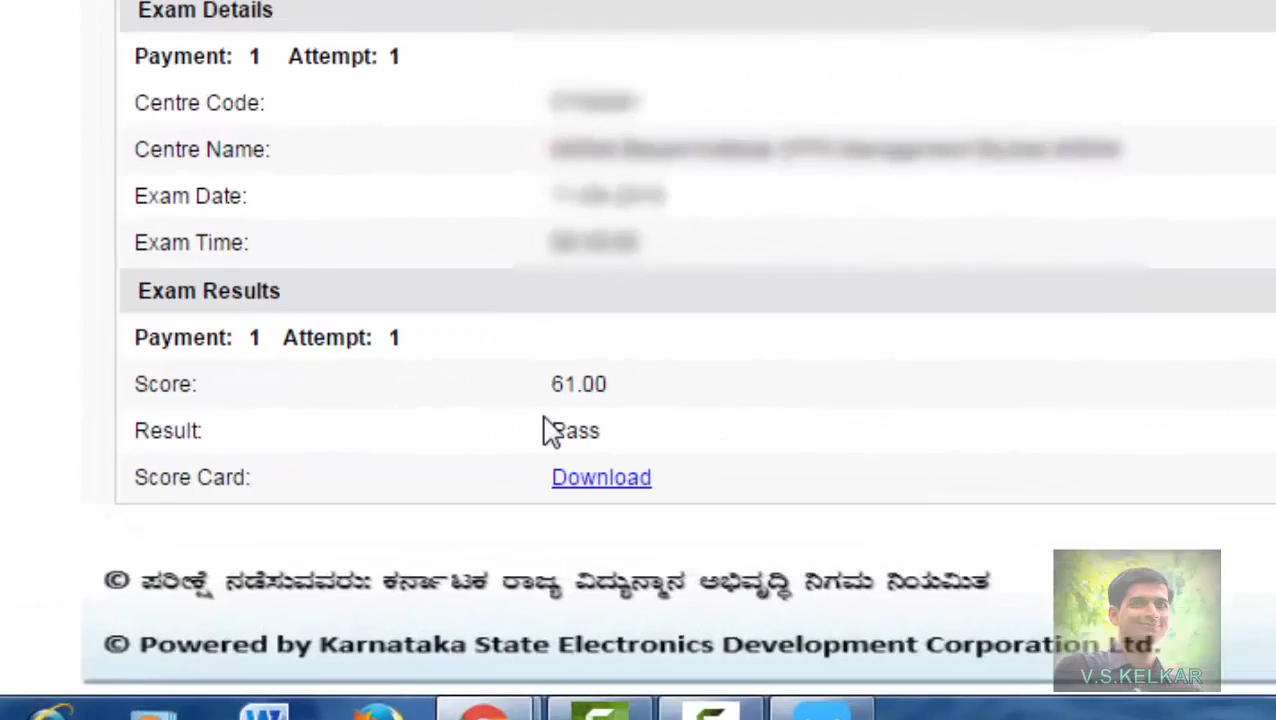 Exam Details
Payment: 1 Attempt: 1
Centre Code:
Centre Name:
Exam Date:
Exam Time:
Exam Results
Payment: 1 Attempt: 1
Score: 61.00
Result: Pass
Score Card: Download
© ಪರೀಕ್ಷೆ ನಡೆಸುವವರು: ಕರ್ನಾಟಕ ರಾಜ್ಯ ವಿದ್ಯುನ್ಮಾನ ಅಭಿವೃದ್ಧಿ ನಿಗಮ ನಿಯಮಿತ
© Powered by Karnataka State Electronics Development Corporation Ltd.
V.S.KELKAR